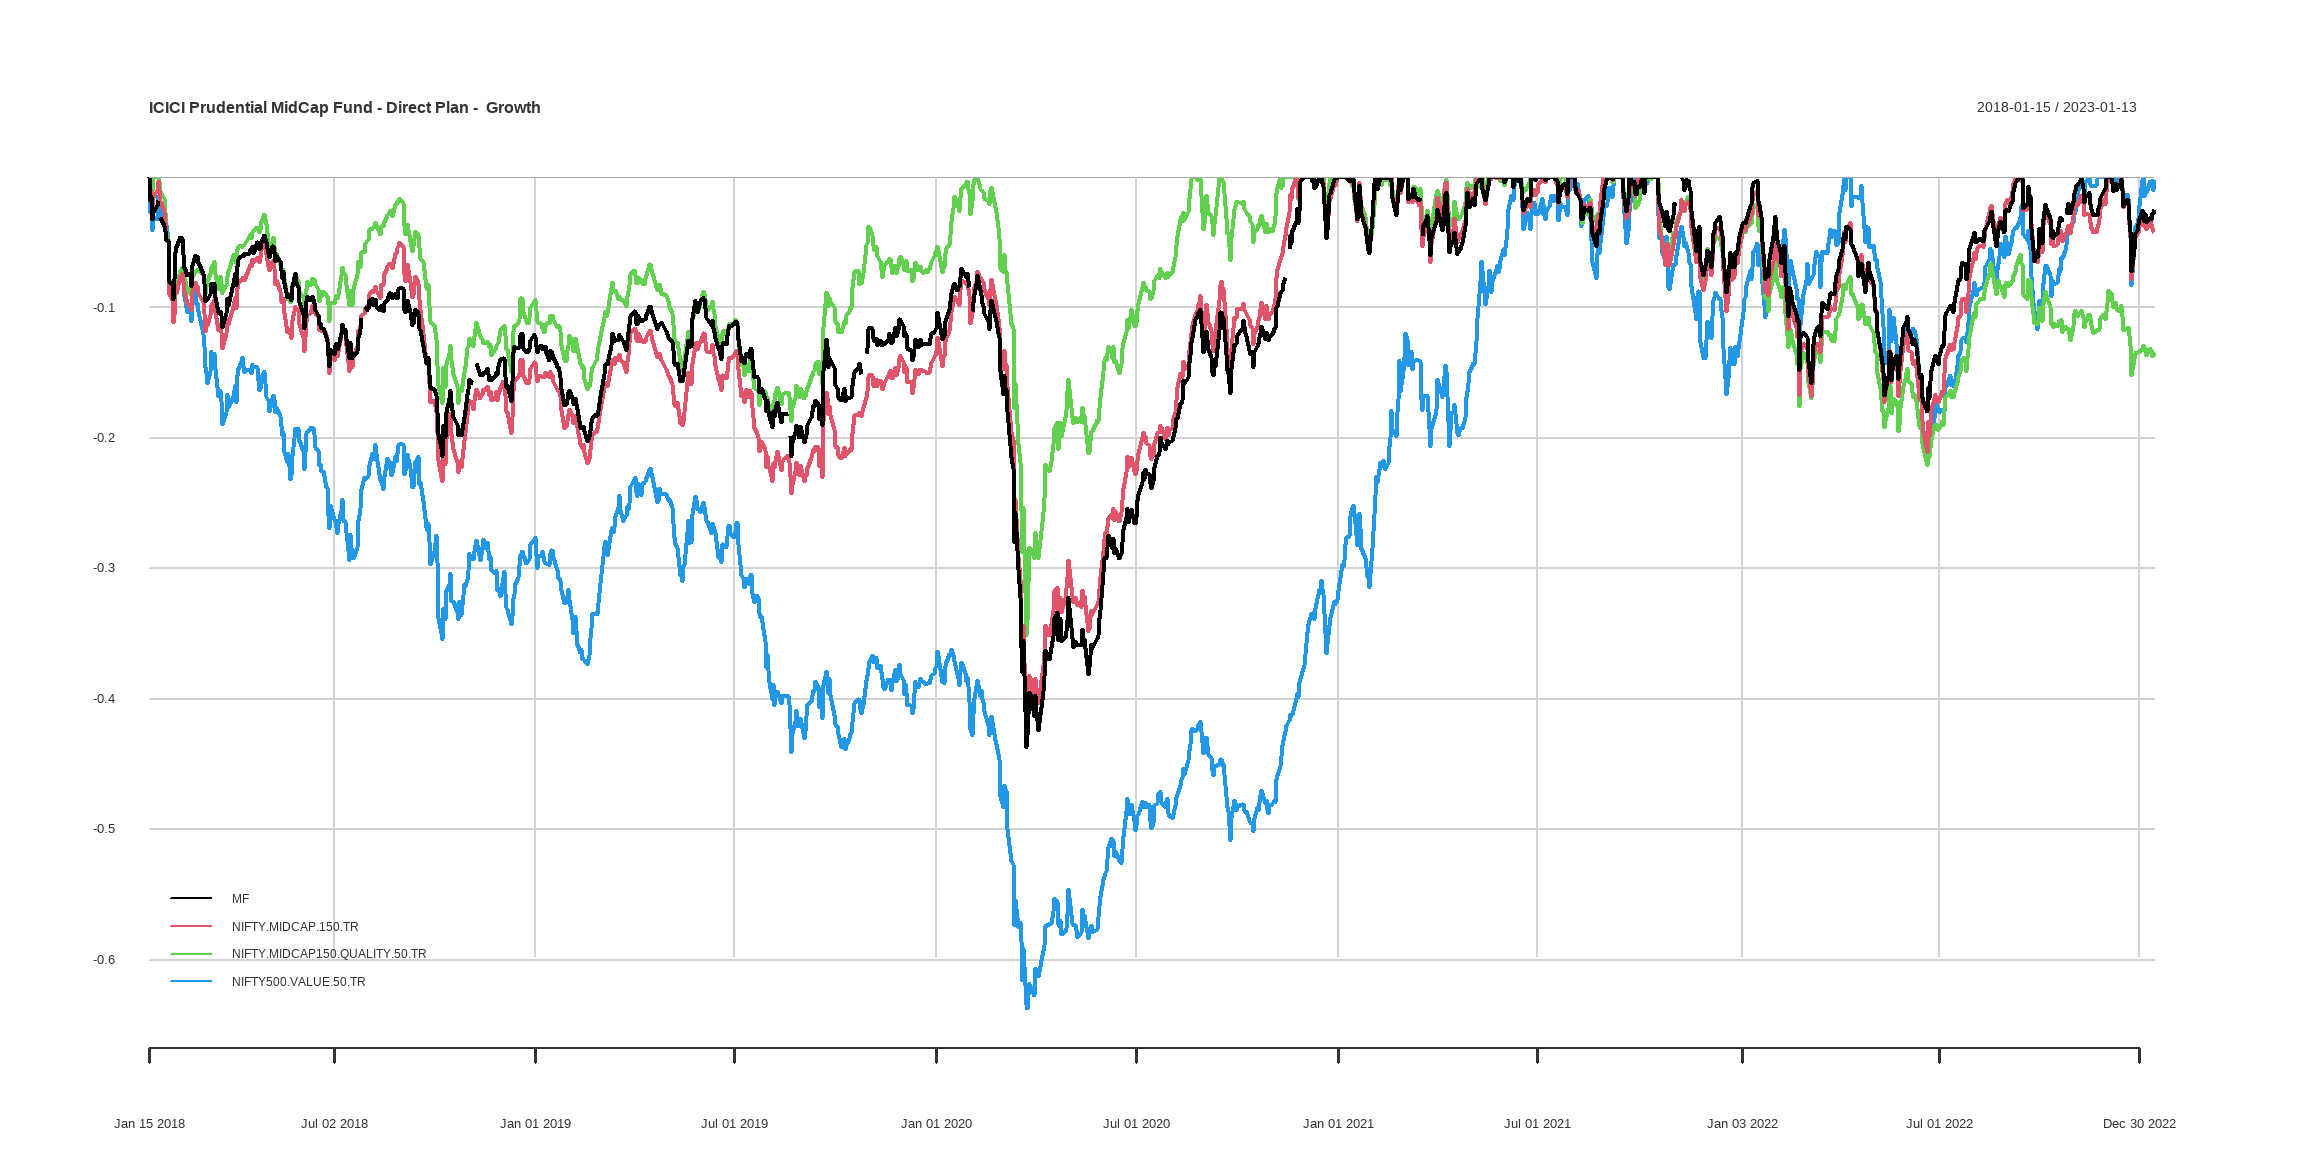 ICICI Prudential MidCap Fund - Direct Plan -  Growth
2018-01-15 / 2023-01-13
-0.1
-0.2
-0.3
-0.4
-0.5
-0.6
MF
NIFTY.MIDCAP.150.TR
NIFTY.MIDCAP150.QUALITY.50.TR
NIFTY500.VALUE.50.TR
Jan 15 2018 Jul 02 2018 Jan 01 2019 Jul 01 2019 Jan 01 2020 Jul 01 2020 Jan 01 2021 Jul 01 2021 Jan 03 2022 Jul 01 2022 Dec 30 2022